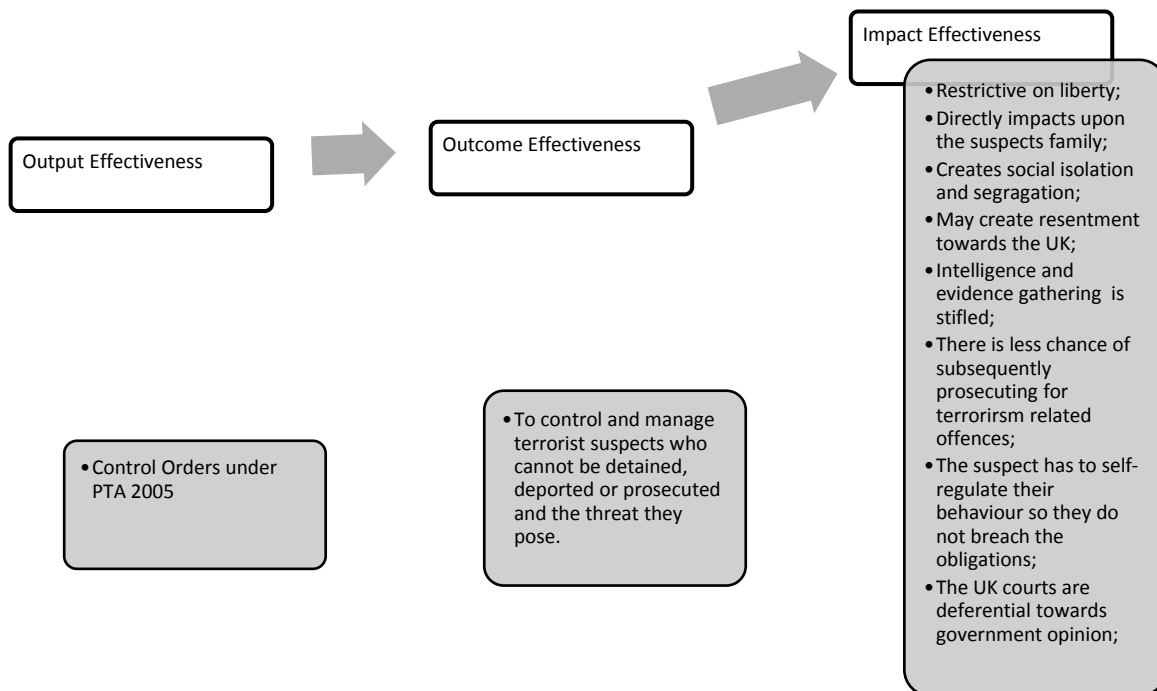 Output Effectiveness
• Control Orders under
PTA 2005
Outcome Effectiveness
• To control and manage
terrorist suspects who
cannot be detained,
deported or prosecuted
and the threat they
pose.
Impact Effectiveness
• Restrictive on liberty;
• Directly impacts upon
the suspects family;
• Creates social isolation
and segragation;
• May create resentment
towards the UK;
• Intelligence and
evidence gathering is
stifled;
• There is less chance of
subsequently
prosecuting for
terrorirsm related
offences;
• The suspect has to self-
regulate their
behaviour so they do
not breach the
obligations;
• The UK courts are
deferential towards
government opinion;